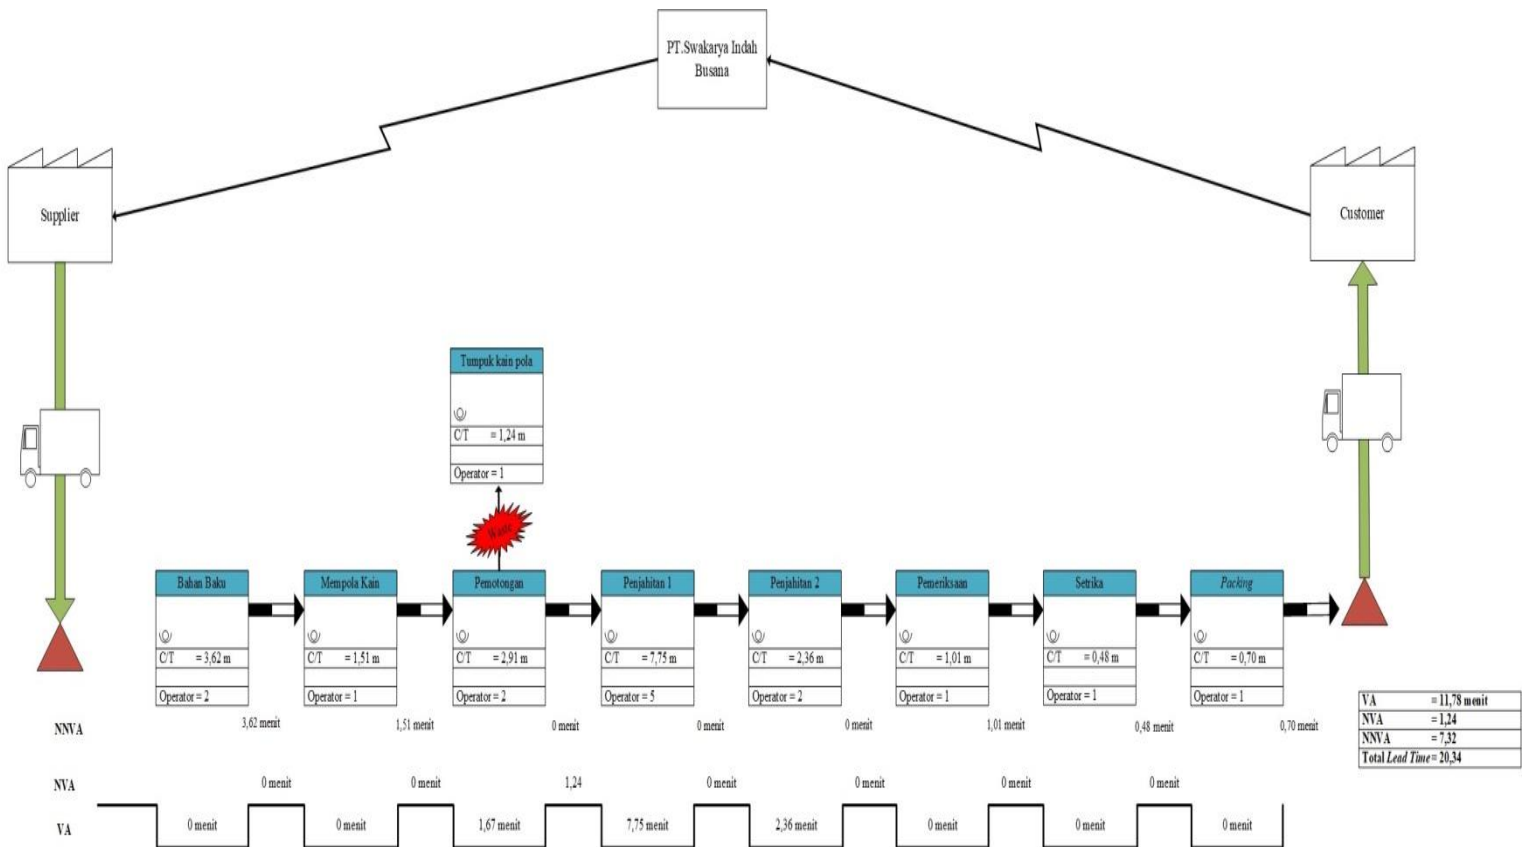 PT.Swakarya Indah
Busana
Supplier
Customer
Tumpuk kain pola
C/T = 1,24 m
Operator = 1
Waste
Bahan Baku
C/T = 3,62 m
Operator = 2
Mempola Kain
C/T = 1,51 m
Operator = 1
Pemotongan
C/T = 2,91 m
Operator = 2
Penjahitan 1
C/T = 7,75 m
Operator = 5
Penjahitan 2
C/T = 2,36 m
Operator = 2
Pemeriksaan
C/T = 1,01 m
Operator = 1
Setrika
C/T = 0,48 m
Operator = 1
Packing
C/T = 0,70 m
Operator = 1
NNVA 3,62 menit 1,51 menit 0 menit 0 menit 0 menit 1,01 menit 0,48 menit 0,70 menit
NVA 0 menit 0 menit 1,24 0 menit 0 menit 0 menit 0 menit
VA 0 menit 0 menit 1,67 menit 7,75 menit 2,36 menit 0 menit 0 menit 0 menit
VA = 11,78 menit
NVA = 1,24
NNVA = 7,32
Total Lead Time = 20,34